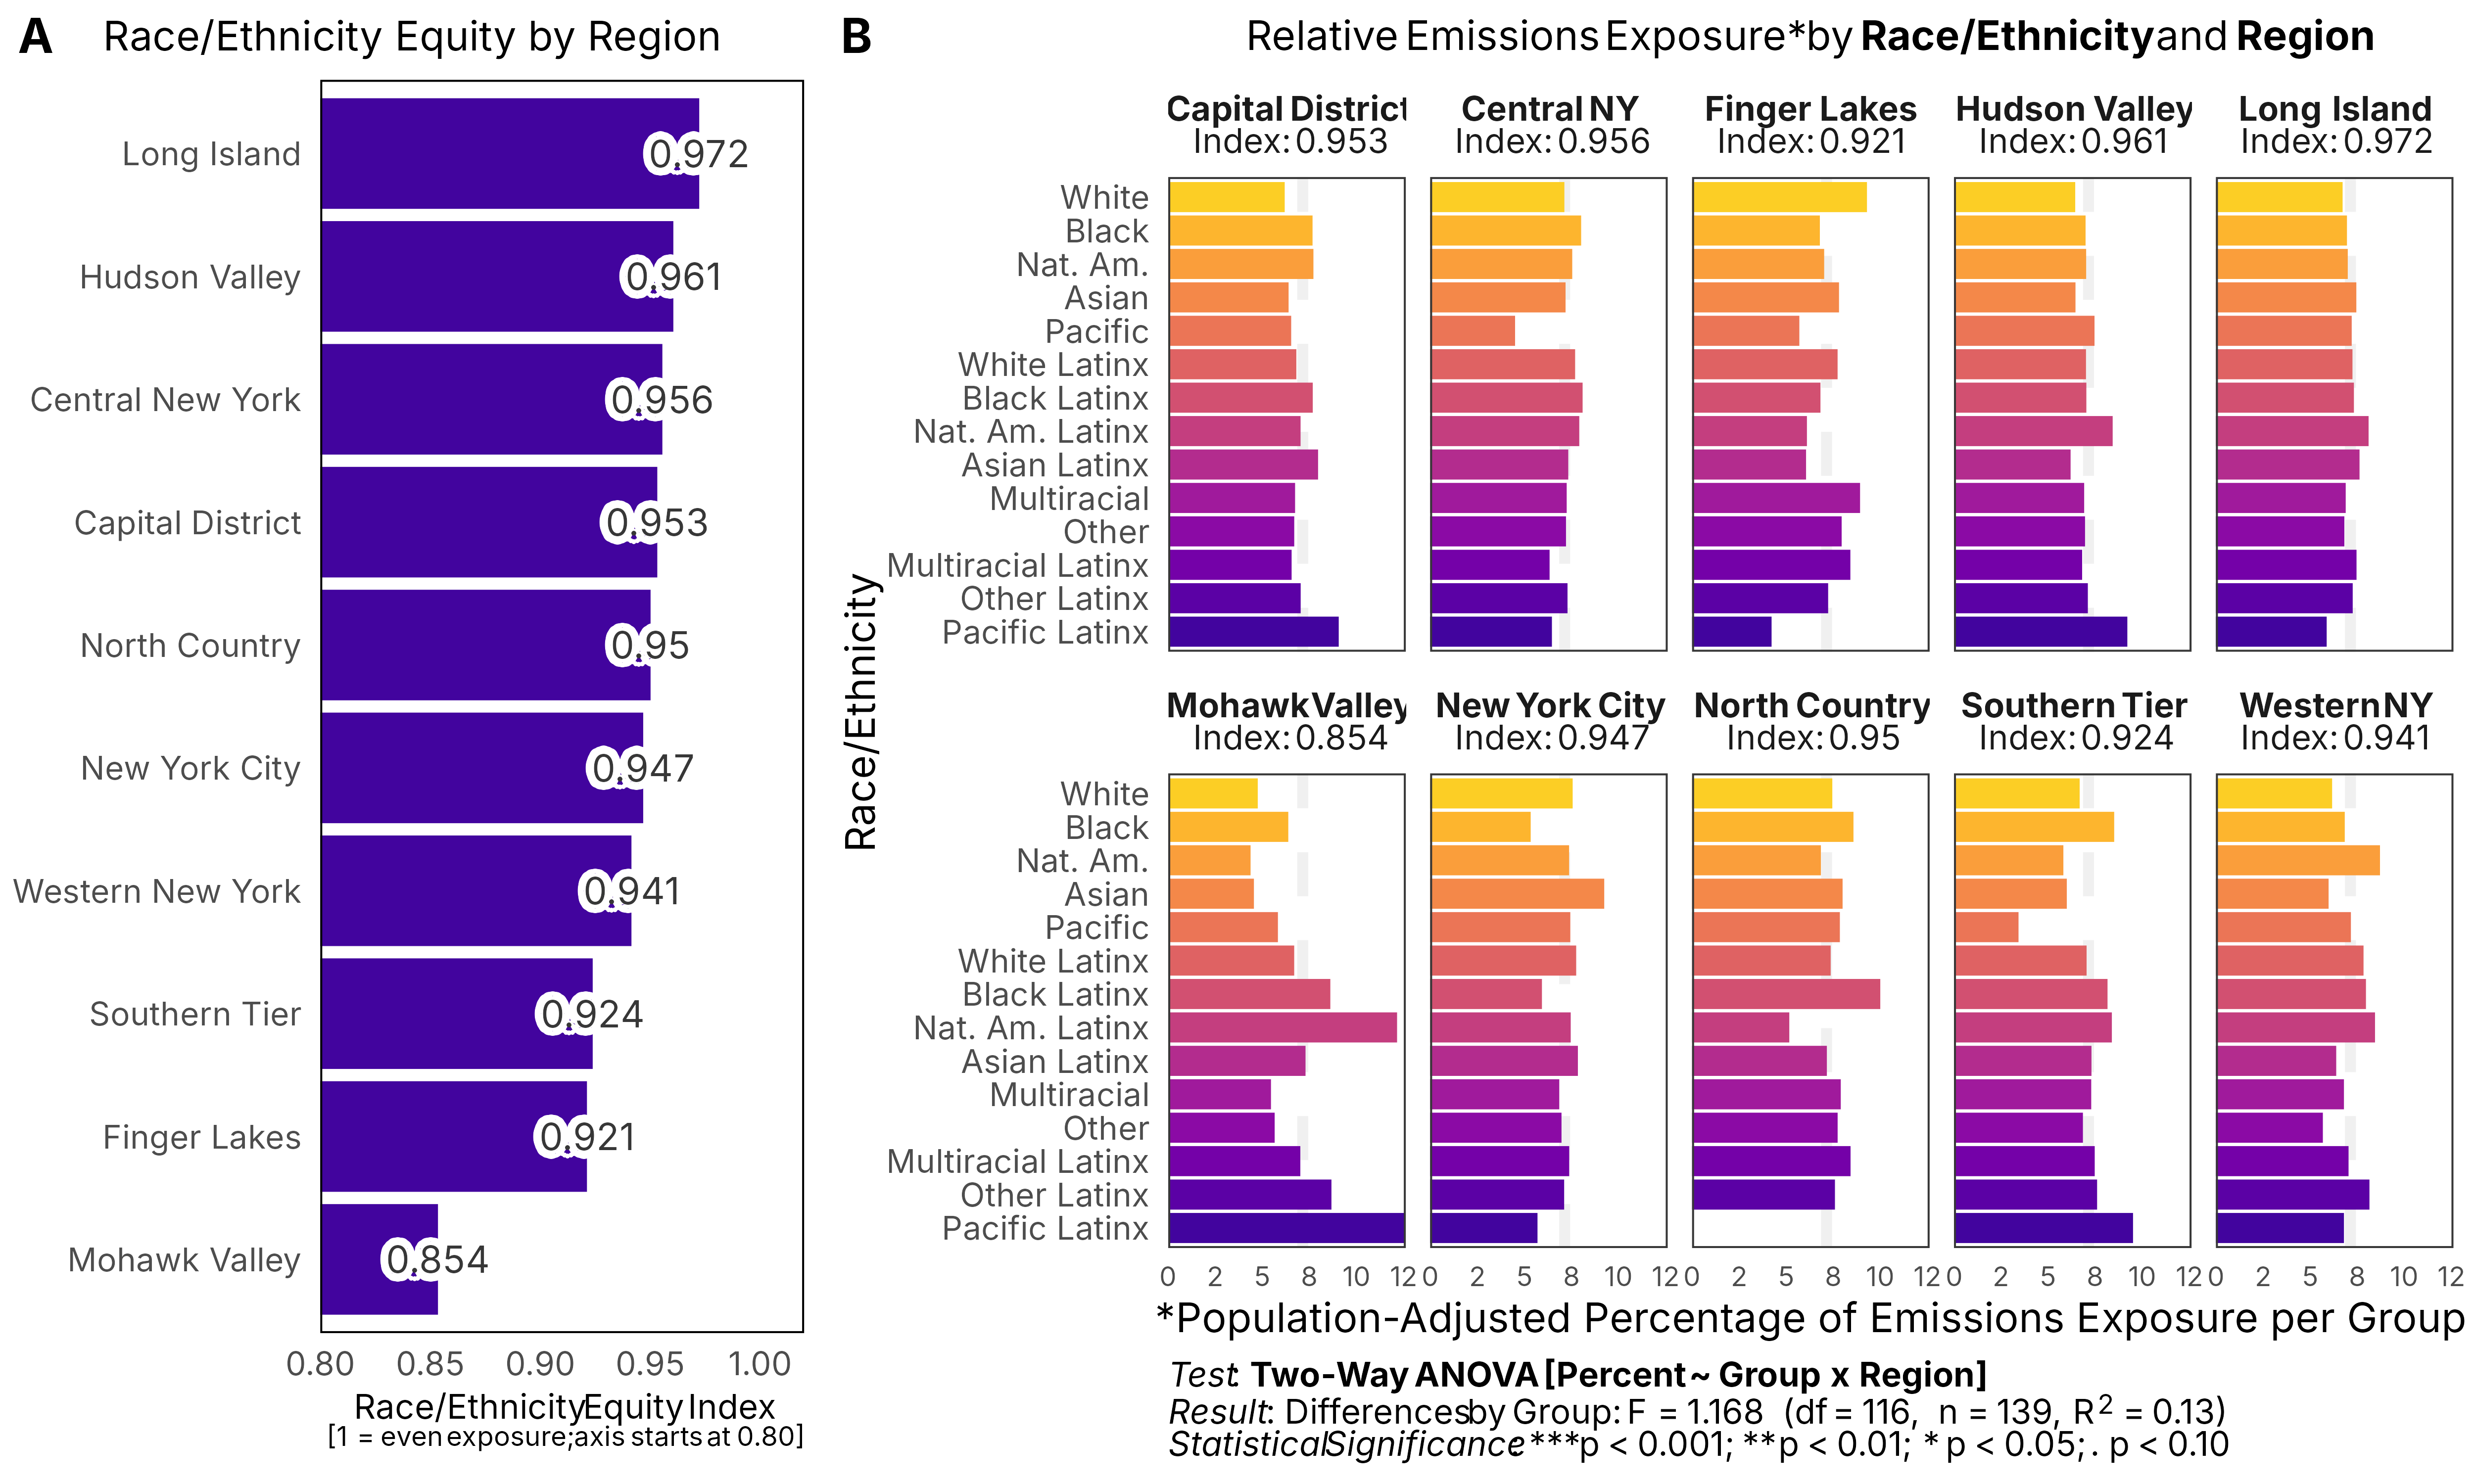 A Race/Ethnicity Equity by Region
Long Island 0.972
Hudson Valley 0.961
Central New York 0.956
Capital District 0.953
North Country 0.95
New York City 0.947
Western New York 0.941
Southern Tier 0.924
Finger Lakes 0.921
Mohawk Valley 0.854
0.80 0.85 0.90 0.95 1.00
Race/Ethnicity Equity Index
[1 = even exposure; axis starts at 0.80]
B Relative Emissions Exposure* by Race/Ethnicity and Region
Race/Ethnicity
Capital District Central NY Finger Lakes Hudson Valley Long Island
Index: 0.953 Index: 0.956 Index: 0.921 Index: 0.961 Index: 0.972
White
Black
Nat. Am.
Asian
Pacific
White Latinx
Black Latinx
Nat. Am. Latinx
Asian Latinx
Multiracial
Other
Multiracial Latinx
Other Latinx
Pacific Latinx
Mohawk Valley New York City North Country Southern Tier Western NY
Index: 0.854 Index: 0.947 Index: 0.95 Index: 0.924 Index: 0.941
White
Black
Nat. Am.
Asian
Pacific
White Latinx
Black Latinx
Nat. Am. Latinx
Asian Latinx
Multiracial
Other
Multiracial Latinx
Other Latinx
Pacific Latinx
0 2 5 8 10 12 0 2 5 8 10 12 0 2 5 8 10 12 0 2 5 8 10 12 0 2 5 8 10 12
*Population-Adjusted Percentage of Emissions Exposure per Group
Test: Two-Way ANOVA [Percent ~ Group x Region]
Result: Differences by Group: F = 1.168 (df = 116, n = 139, R² = 0.13)
Statistical Significance: *** p < 0.001; ** p < 0.01; * p < 0.05; . p < 0.10